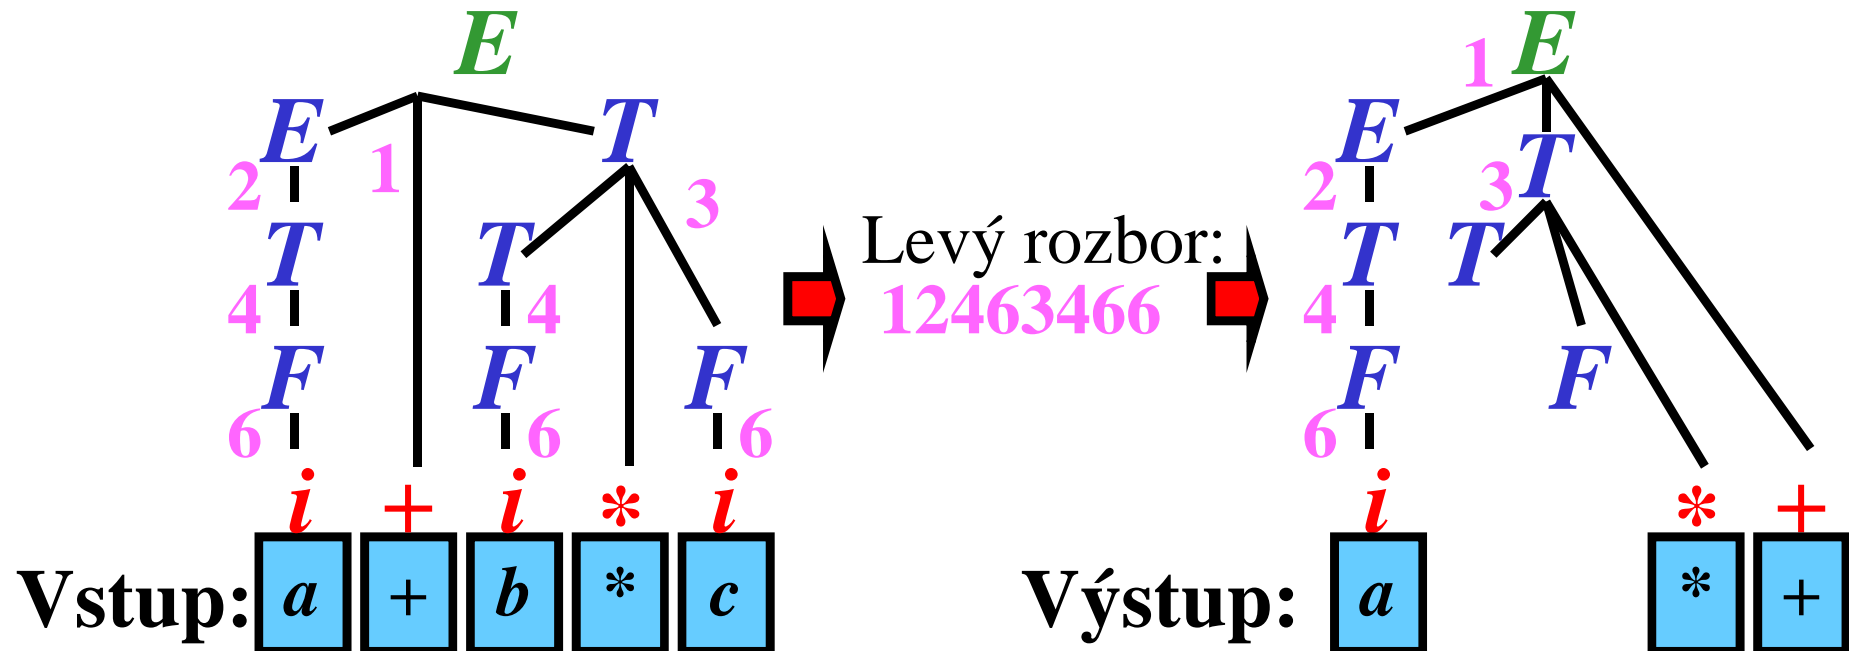 E 1 E
E T E T
2 1 3 2 3
T T Levý rozbor: T T
4 4 12463466 4
F F F F F
6 6 6 6
i + i * i i * +
Vstup: a + b * c Výstup: a * +